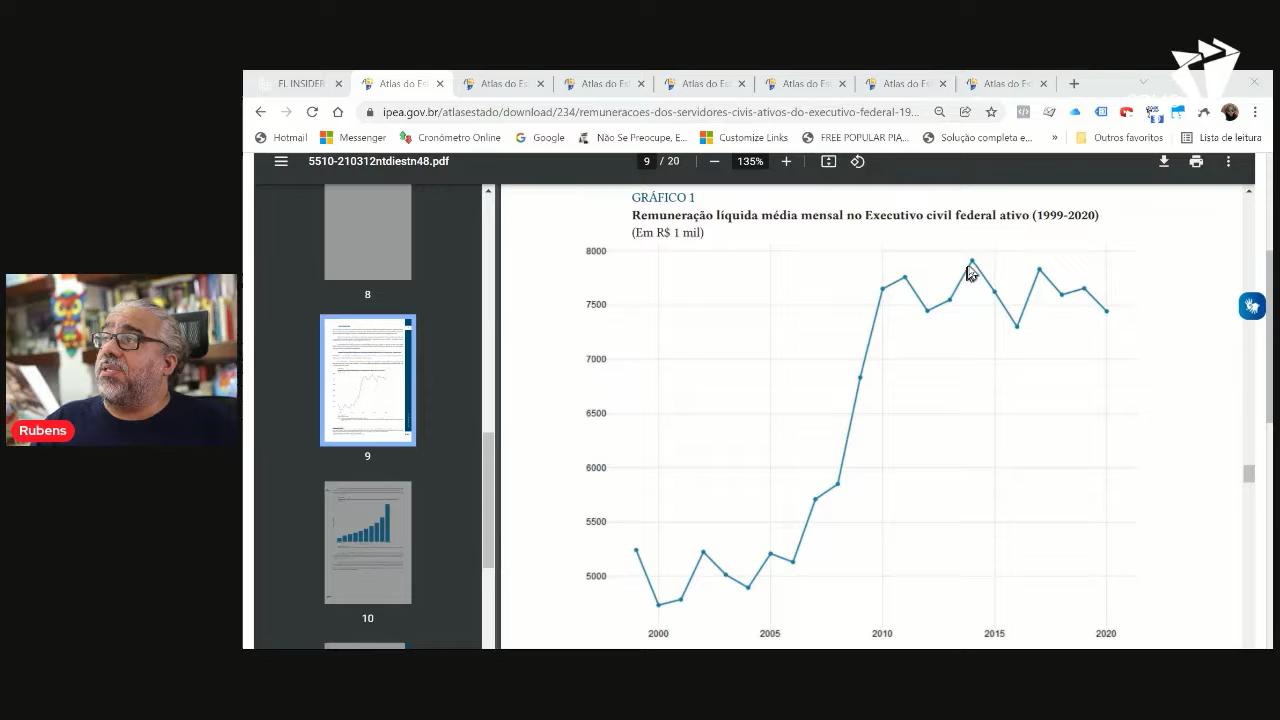 FL INSIDER
Atlas do Es
Atlas do Es
Atlas do Es
Atlas do Es
Atlas do Es
Atlas do Es
Atlas do Es
ipea.gov.br/atlasestado/download/234/remuneracoes-dos-servidores-civis-ativos-do-executivo-federal-19...
Hotmail
Messenger
Cronômetro Online
Google
Não Se Preocupe, E...
Customize Links
FREE POPULAR PIA...
Solução completa e...
»
Outros favoritos
Lista de leitura
5510-210312ntdiestn48.pdf
9 / 20
135%
8
9
10
GRÁFICO 1
Remuneração líquida média mensal no Executivo civil federal ativo (1999-2020)
(Em R$ 1 mil)
8000
7500
7000
6500
6000
5500
5000
2000
2005
2010
2015
2020
Rubens